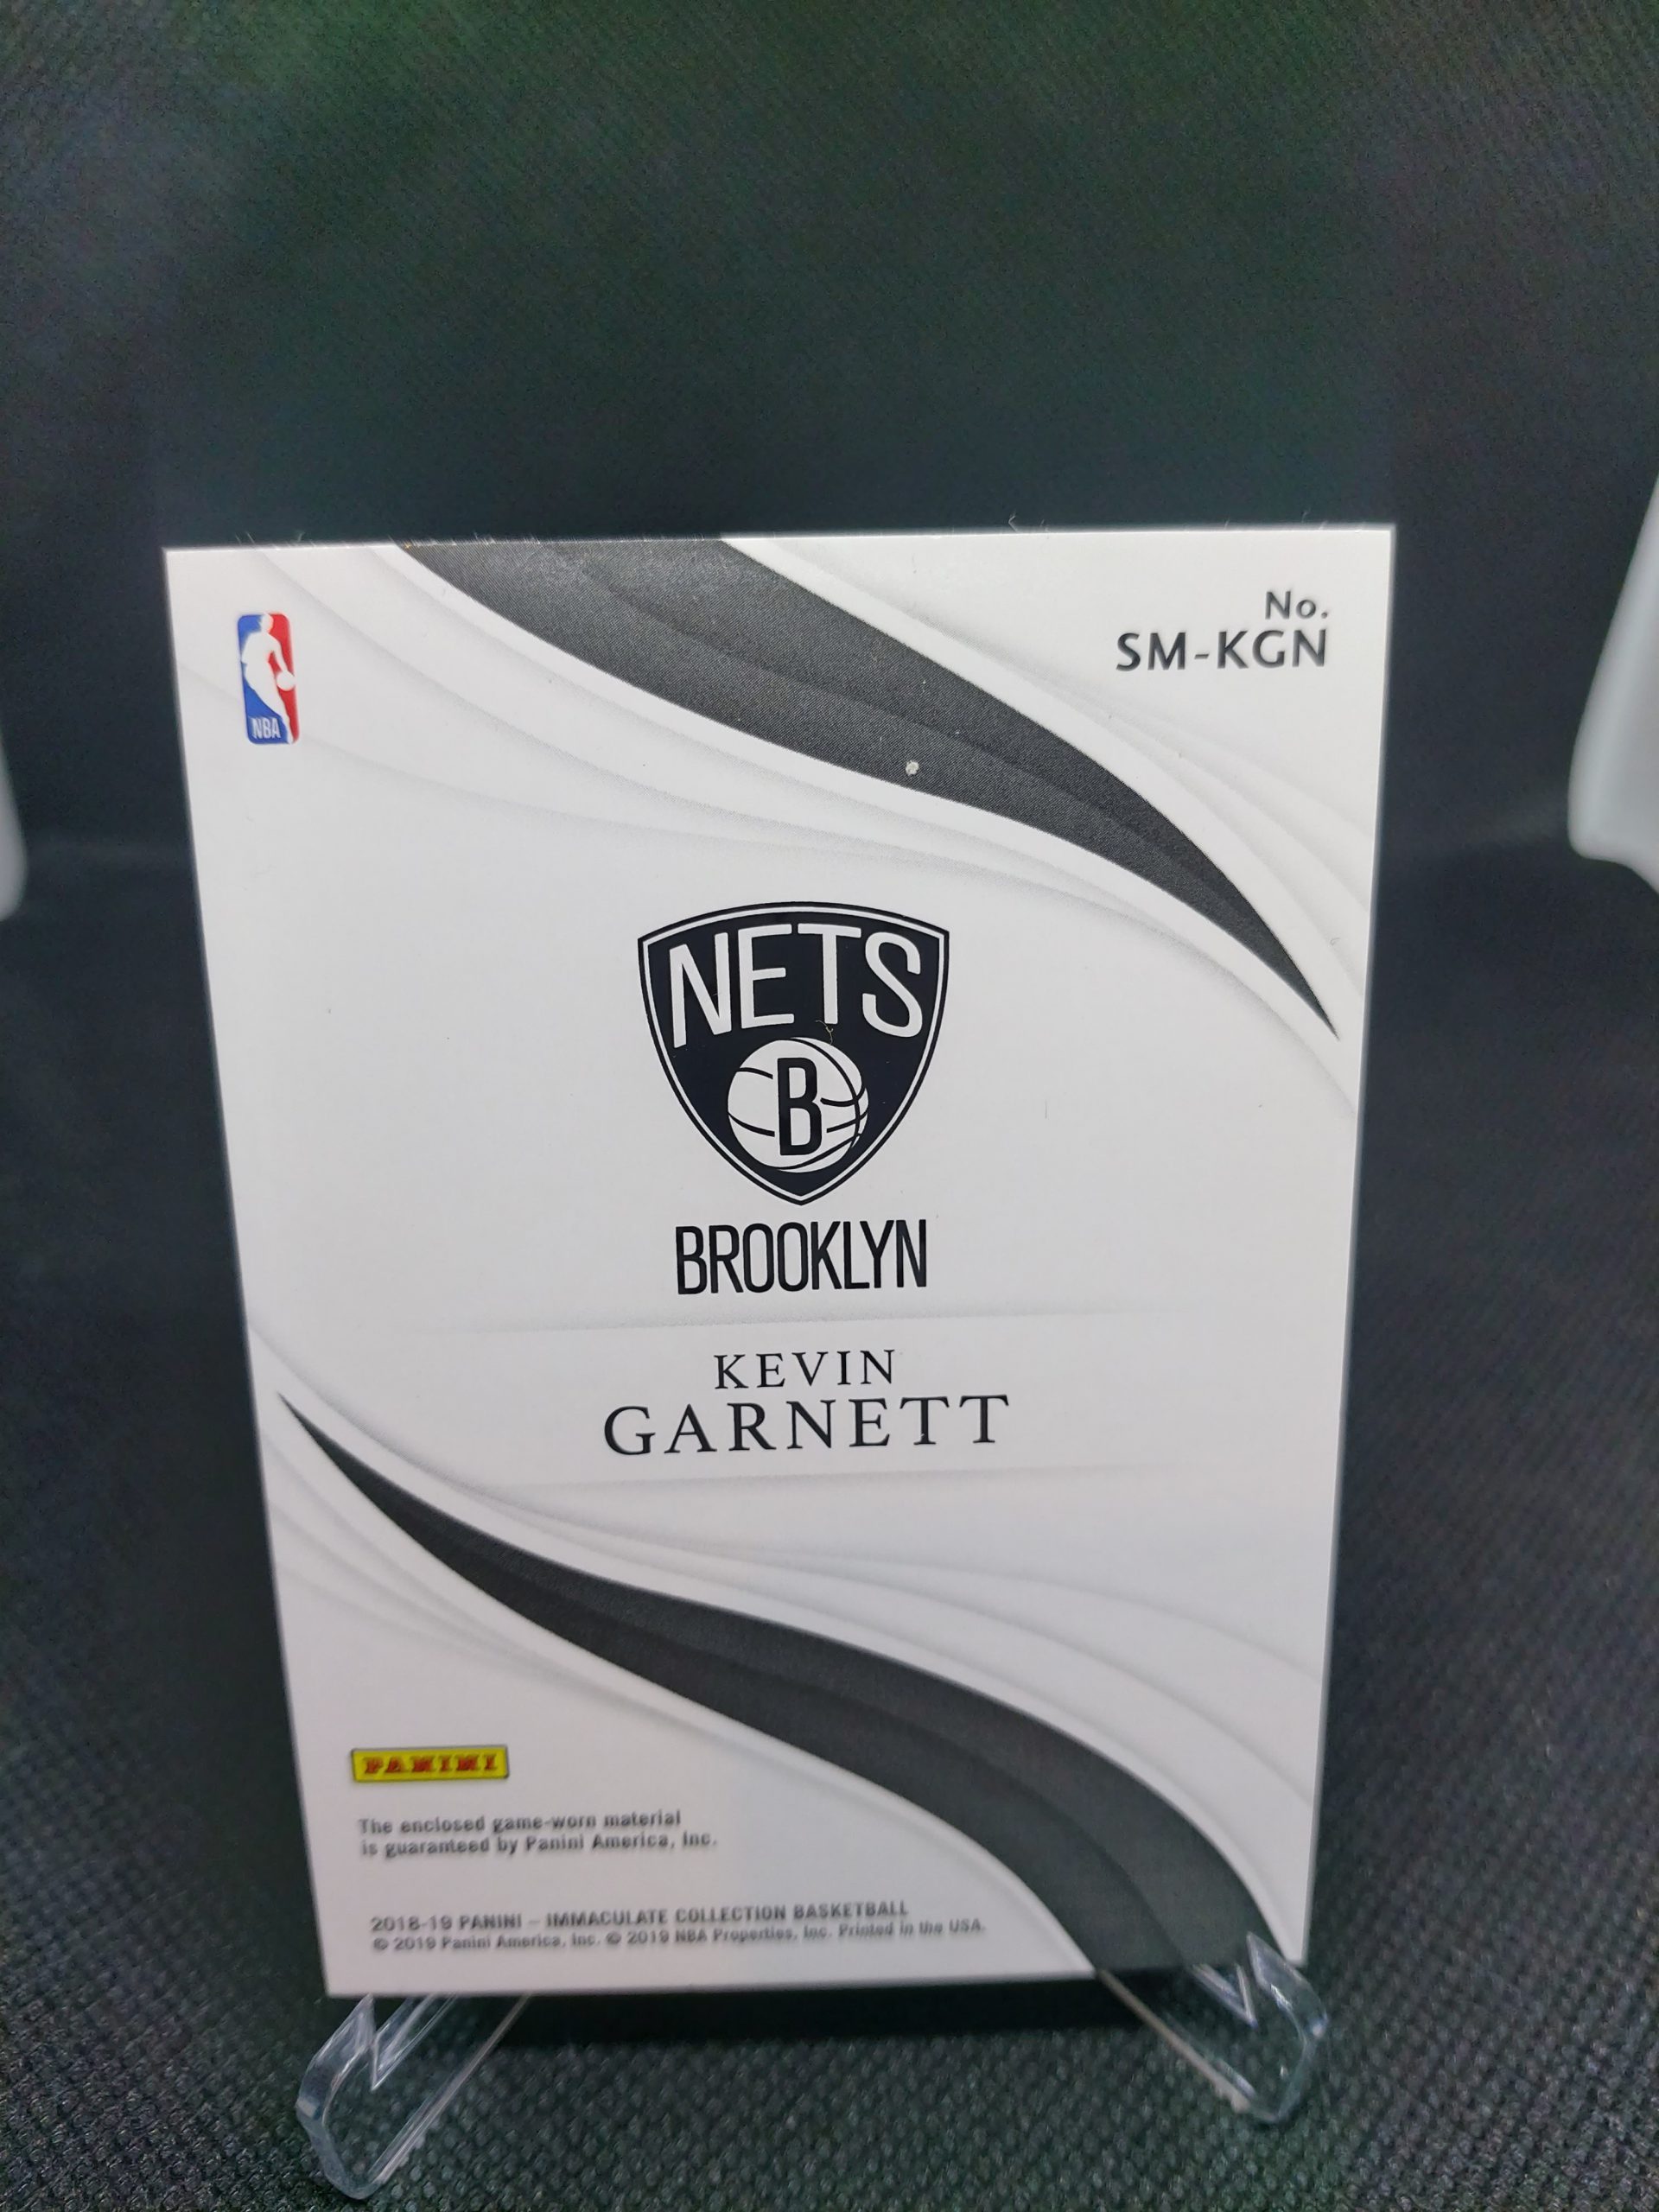 No.
SM-KGN
NBA
NETS
B
BROOKLYN
KEVIN
GARNETT
PANINI
The enclosed game-worn material
is guaranteed by Panini America, Inc.
2018-19 PANINI – IMMACULATE COLLECTION BASKETBALL
© 2019 Panini America, Inc. © 2019 NBA Properties, Inc. Printed in the USA.